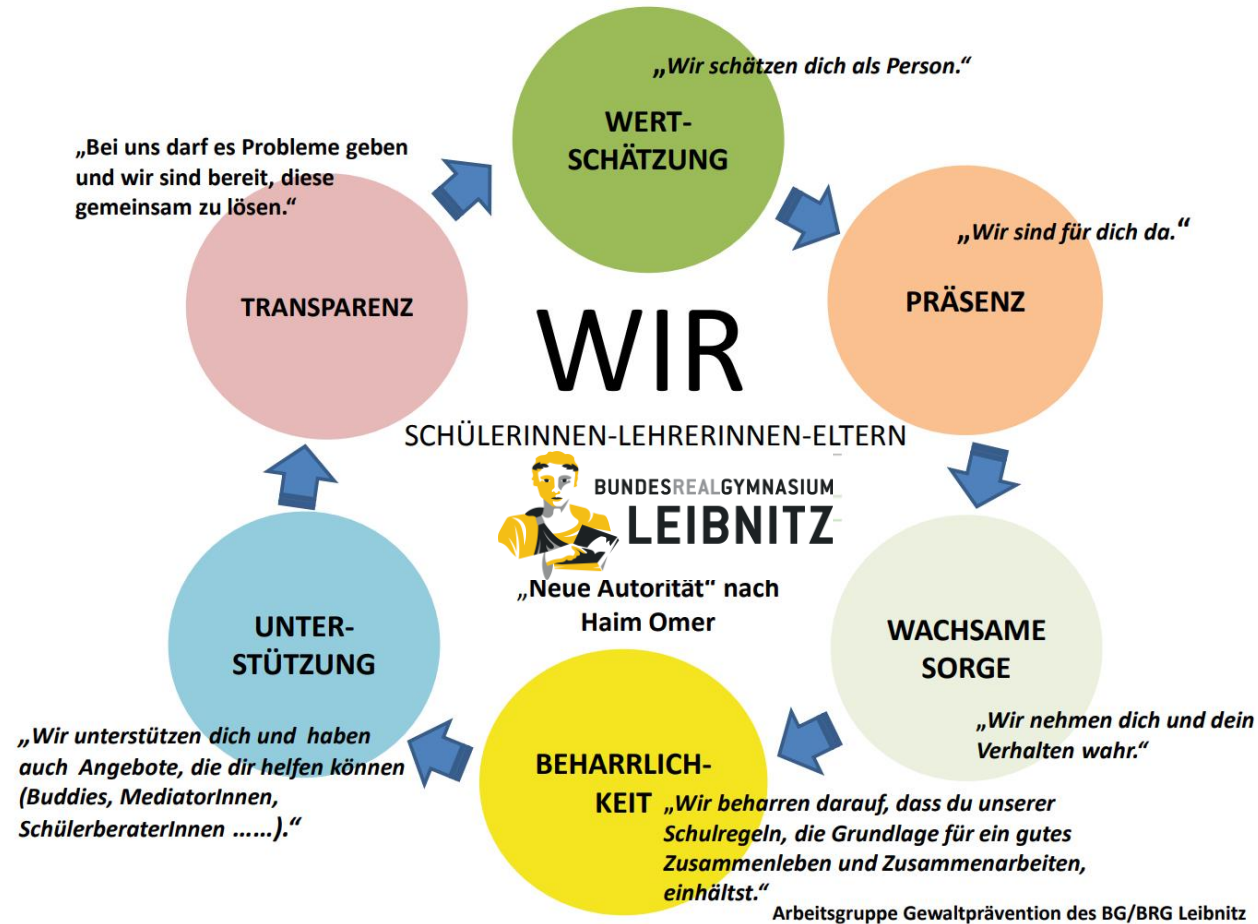 „Wir schätzen dich als Person.“
WERT-
SCHÄTZUNG
„Wir sind für dich da.“
PRÄSENZ
WACHSAME
SORGE
„Wir nehmen dich und dein
Verhalten wahr.“
BEHARRLICH-
KEIT
„Wir beharren darauf, dass du unserer
Schulregeln, die Grundlage für ein gutes
Zusammenleben und Zusammenarbeiten,
einhältst.“
UNTER-
STÜTZUNG
„Wir unterstützen dich und haben
auch Angebote, die dir helfen können
(Buddies, MediatorInnen,
SchülerberaterInnen ……).“
„Bei uns darf es Probleme geben
und wir sind bereit, diese
gemeinsam zu lösen.“
TRANSPARENZ
WIR
SCHÜLERINNEN-LEHRERINNEN-ELTERN
BUNDESREALGYMNASIUM
LEIBNITZ
„Neue Autorität“ nach
Haim Omer
Arbeitsgruppe Gewaltprävention des BG/BRG Leibnitz